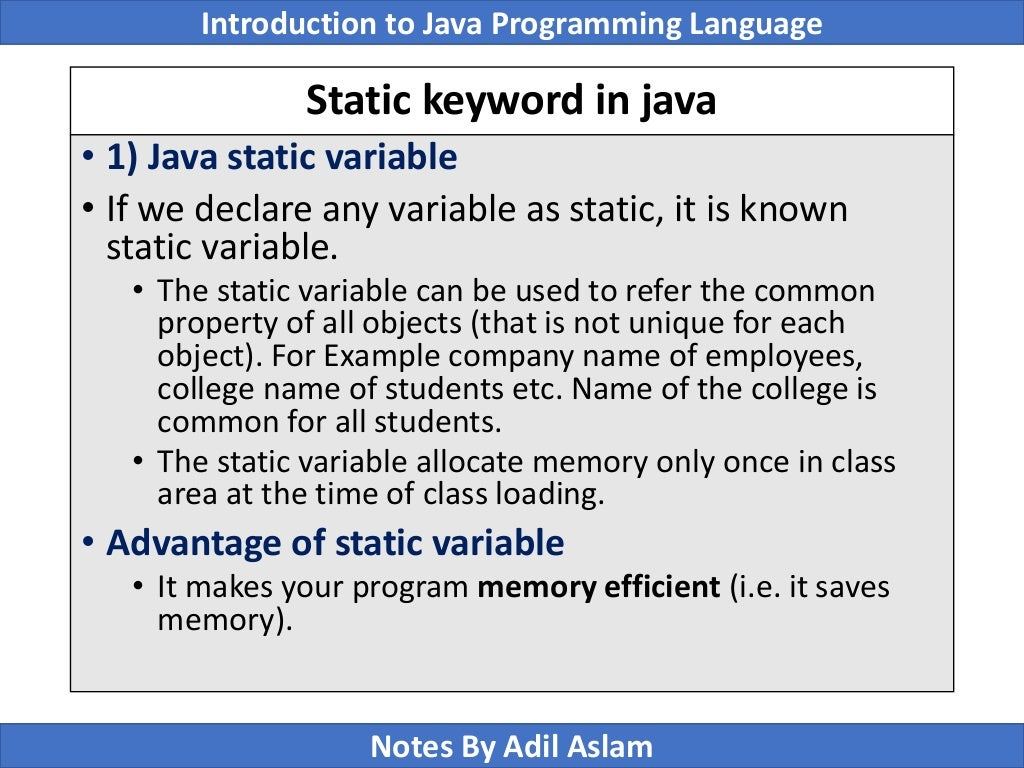 Introduction to Java Programming Language
Static keyword in java
• 1) Java static variable
• If we declare any variable as static, it is known
static variable.
• The static variable can be used to refer the common
property of all objects (that is not unique for each
object). For Example company name of employees,
college name of students etc. Name of the college is
common for all students.
• The static variable allocate memory only once in class
area at the time of class loading.
• Advantage of static variable
• It makes your program memory efficient (i.e. it saves
memory).
Notes By Adil Aslam